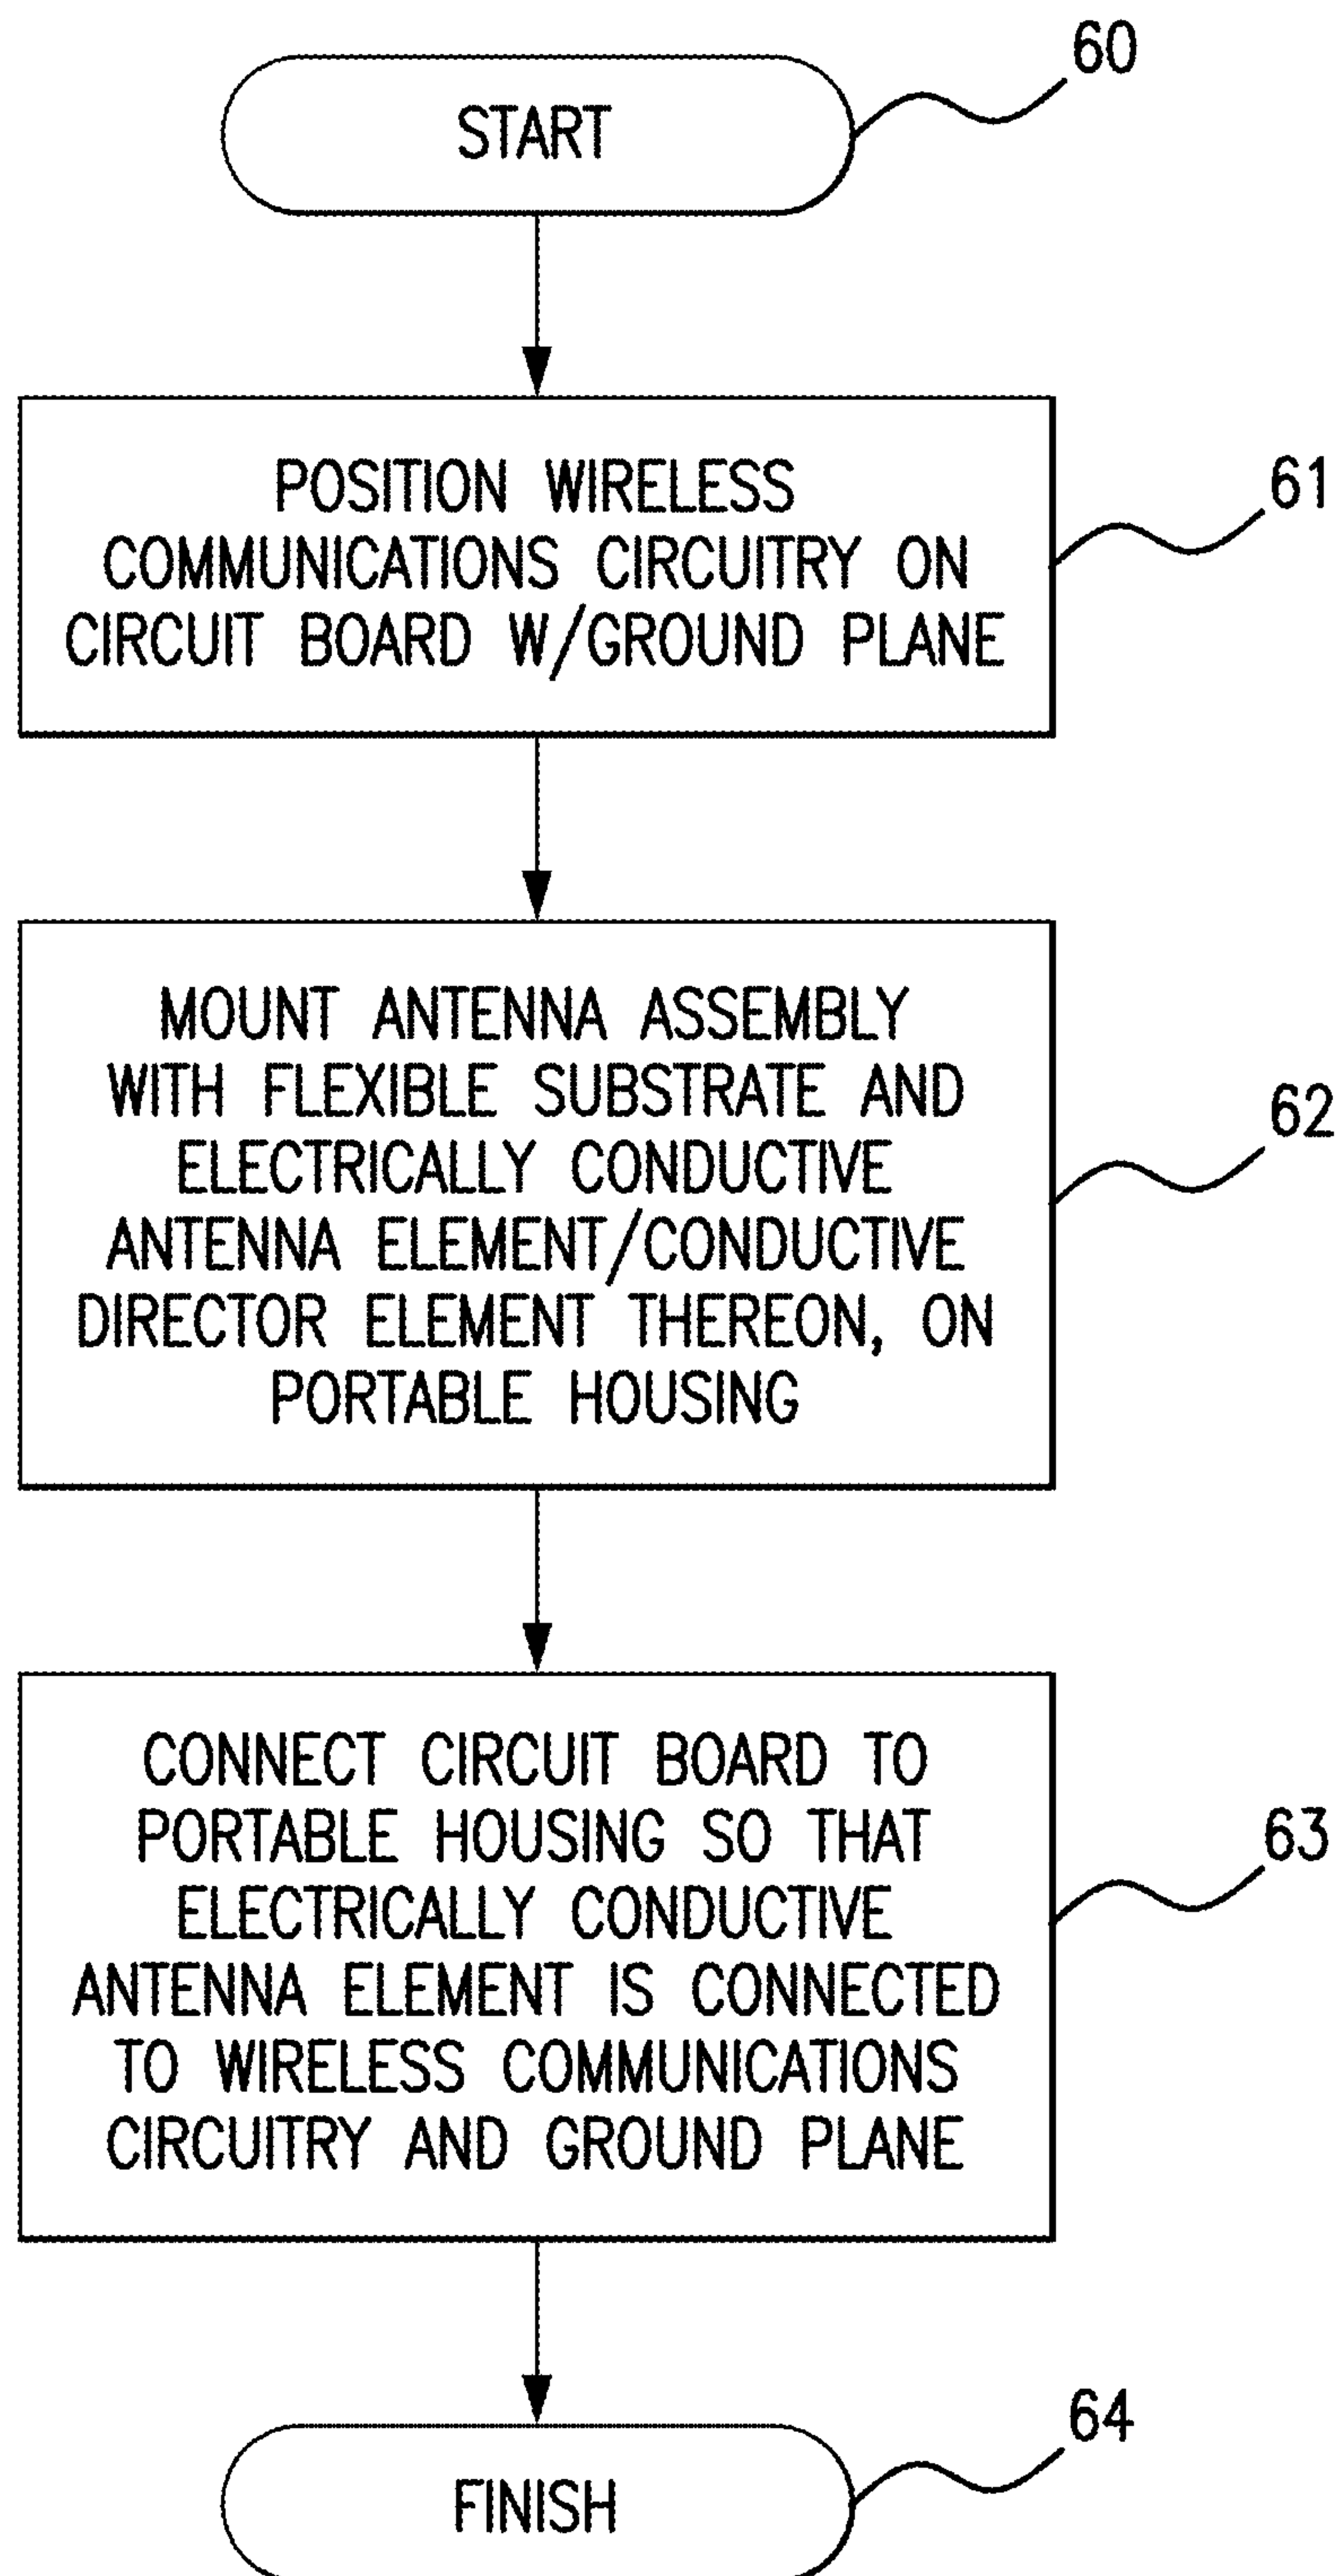 60
START
61
POSITION WIRELESS
COMMUNICATIONS CIRCUITRY ON
CIRCUIT BOARD W/GROUND PLANE
62
MOUNT ANTENNA ASSEMBLY
WITH FLEXIBLE SUBSTRATE AND
ELECTRICALLY CONDUCTIVE
ANTENNA ELEMENT/CONDUCTIVE
DIRECTOR ELEMENT THEREON, ON
PORTABLE HOUSING
63
CONNECT CIRCUIT BOARD TO
PORTABLE HOUSING SO THAT
ELECTRICALLY CONDUCTIVE
ANTENNA ELEMENT IS CONNECTED
TO WIRELESS COMMUNICATIONS
CIRCUITRY AND GROUND PLANE
64
FINISH